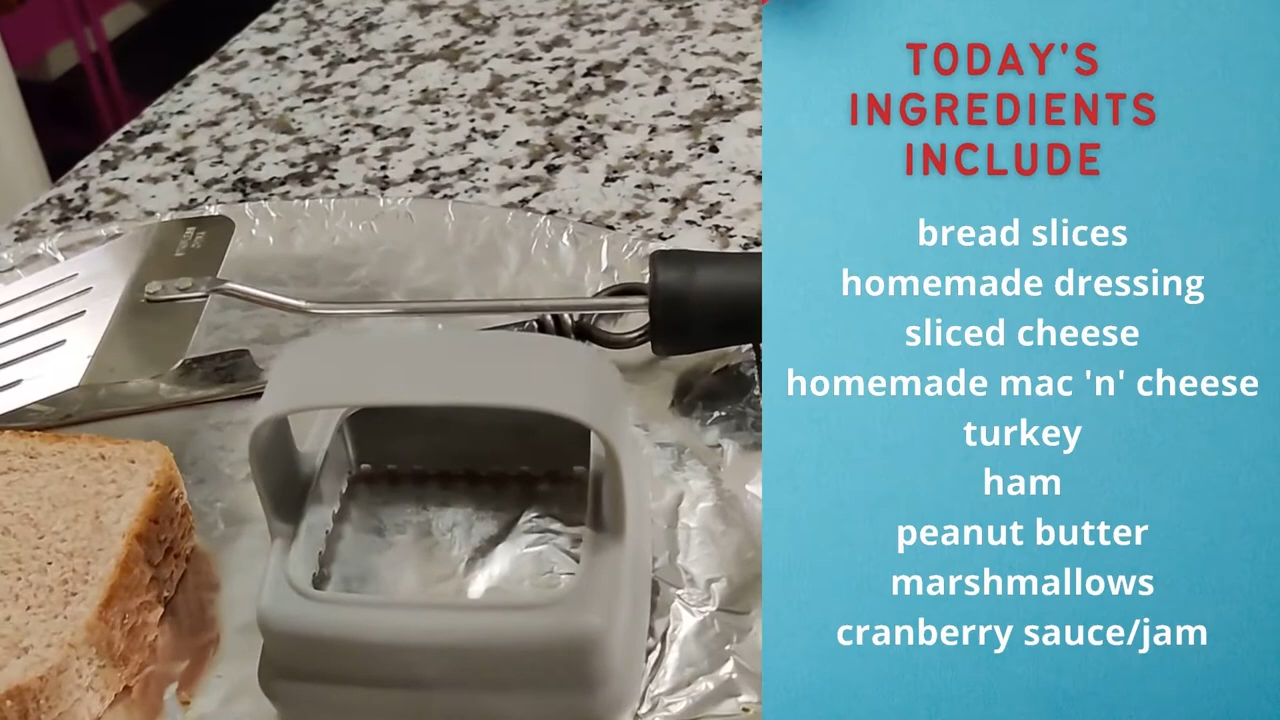 TODAY'S
INGREDIENTS
INCLUDE
bread slices
homemade dressing
sliced cheese
homemade mac 'n' cheese
turkey
ham
peanut butter
marshmallows
cranberry sauce/jam